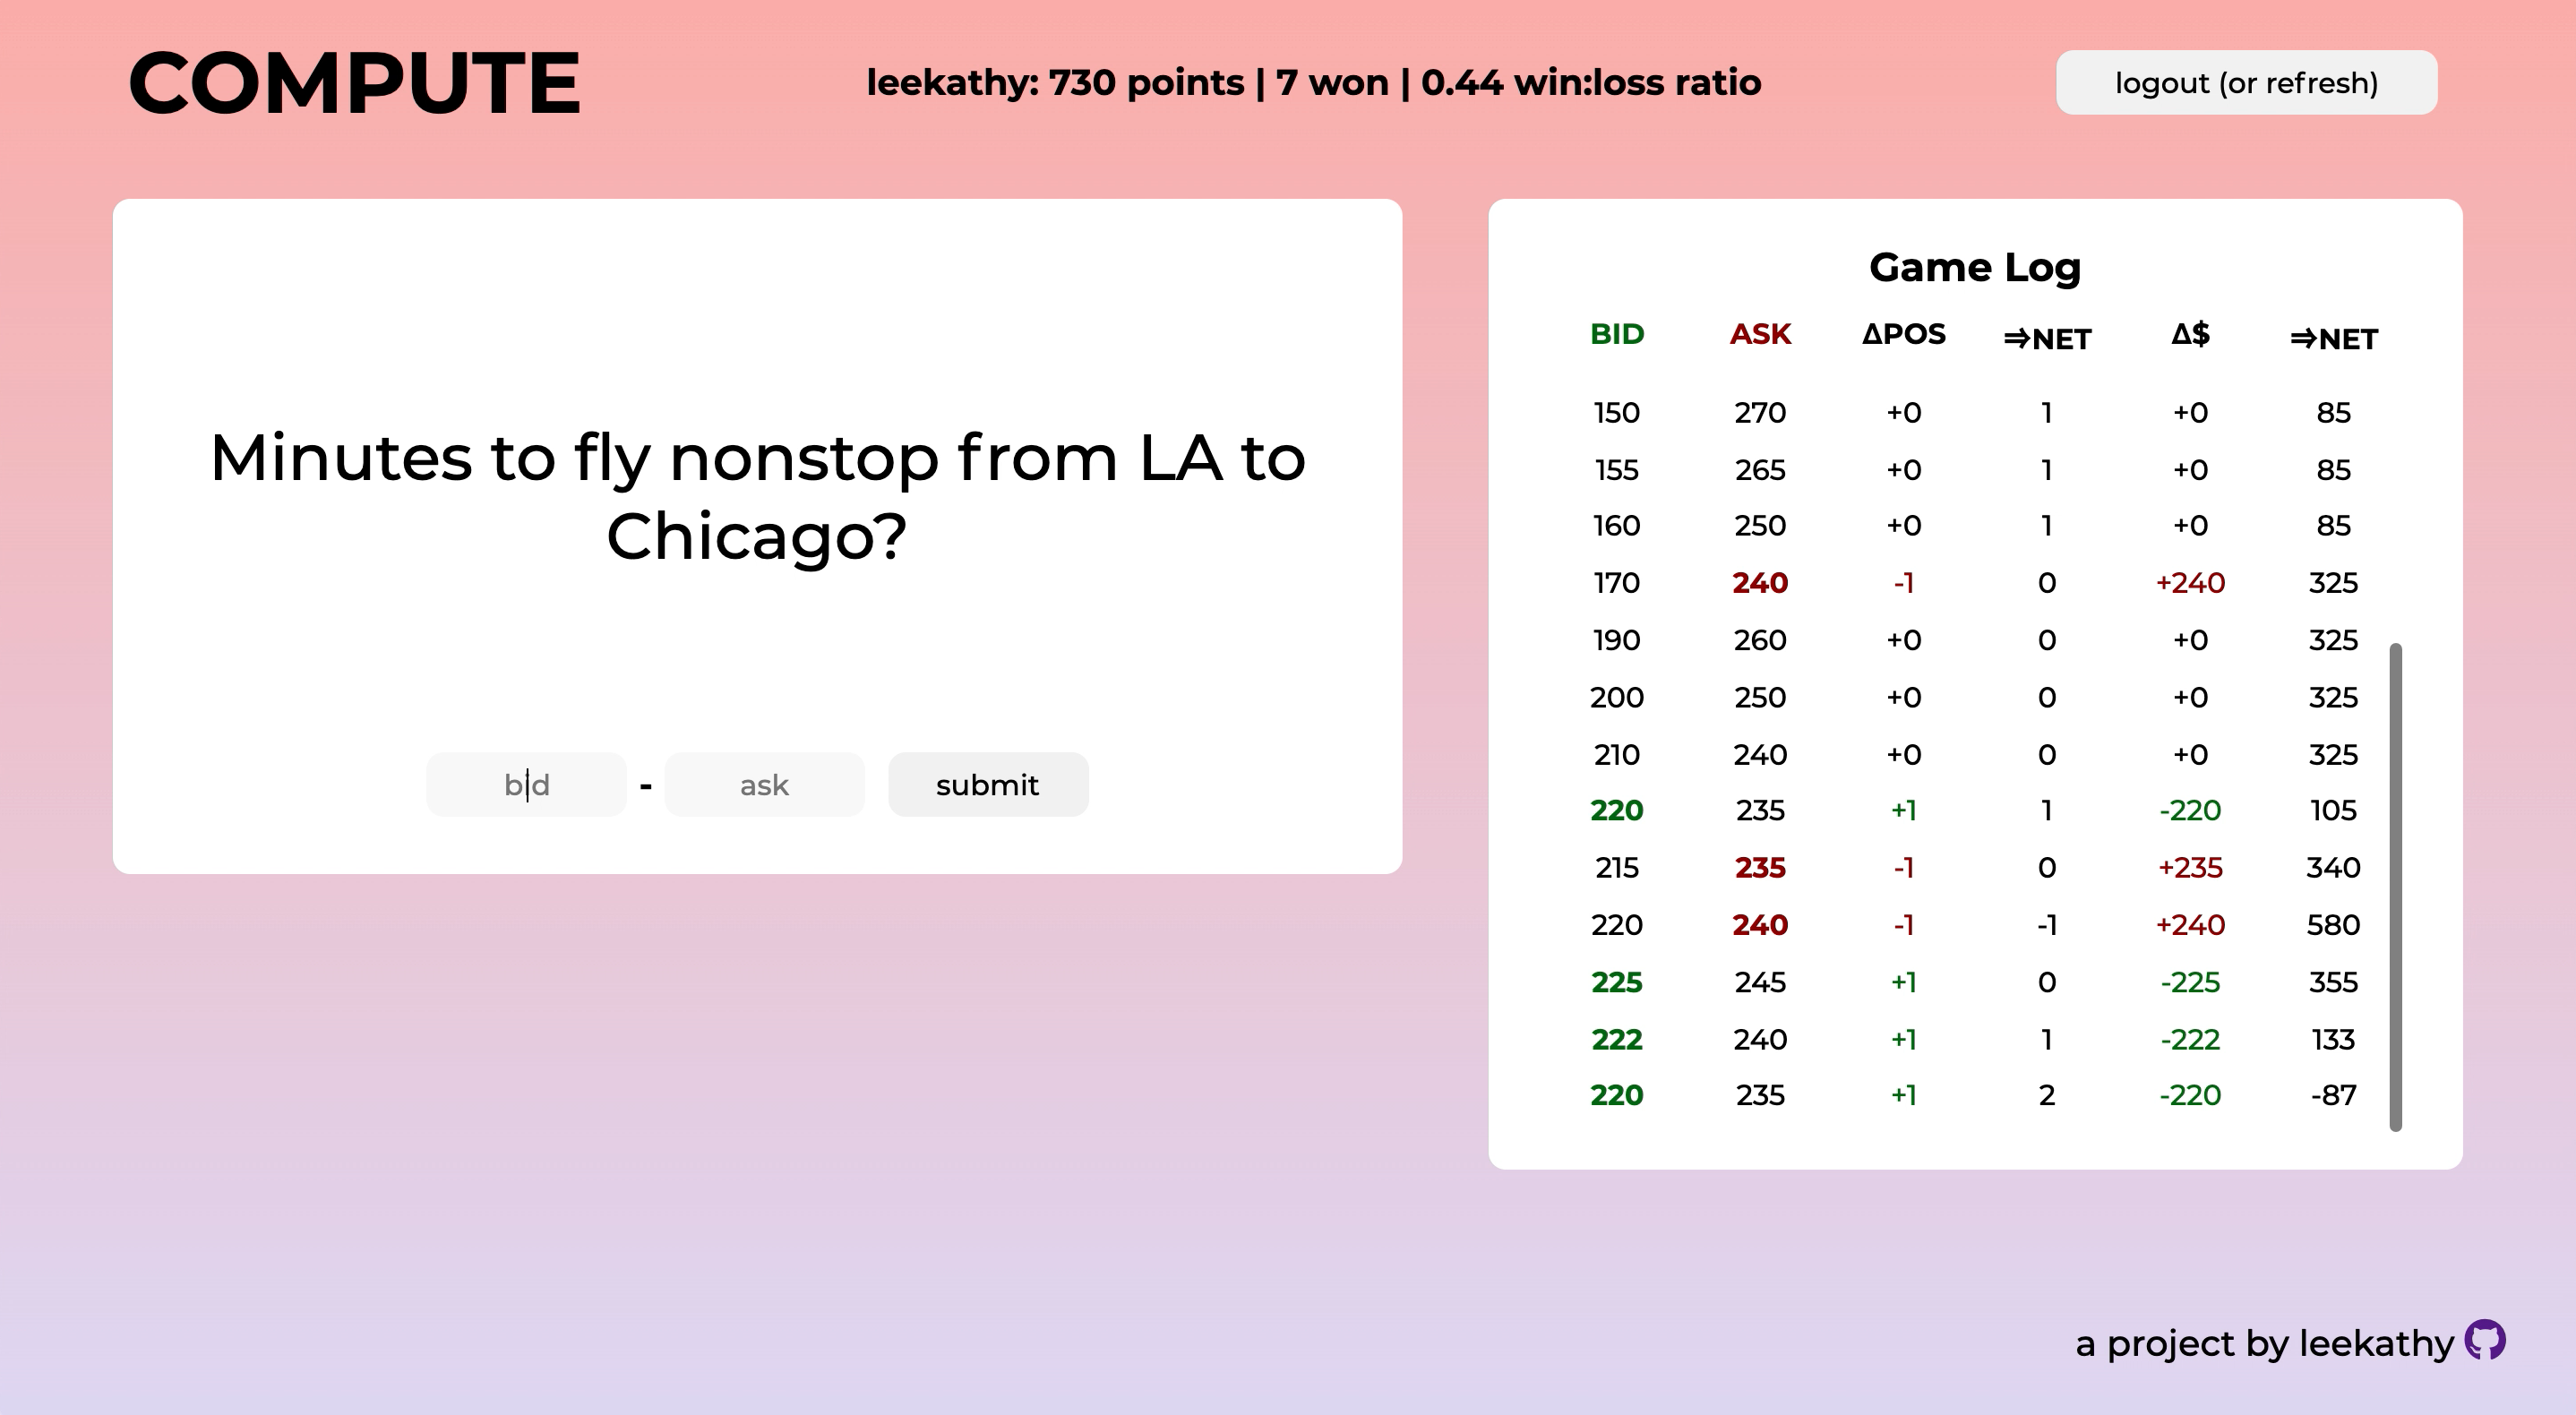 COMPUTE
leekathy: 730 points | 7 won | 0.44 win:loss ratio
logout (or refresh)
Minutes to fly nonstop from LA to
Chicago?
bid - ask submit
Game Log
BID ASK ΔPOS ⇒NET Δ$ ⇒NET
150 270 +0 1 +0 85
155 265 +0 1 +0 85
160 250 +0 1 +0 85
170 240 -1 0 +240 325
190 260 +0 0 +0 325
200 250 +0 0 +0 325
210 240 +0 0 +0 325
220 235 +1 1 -220 105
215 235 -1 0 +235 340
220 240 -1 -1 +240 580
225 245 +1 0 -225 355
222 240 +1 1 -222 133
220 235 +1 2 -220 -87
a project by leekathy